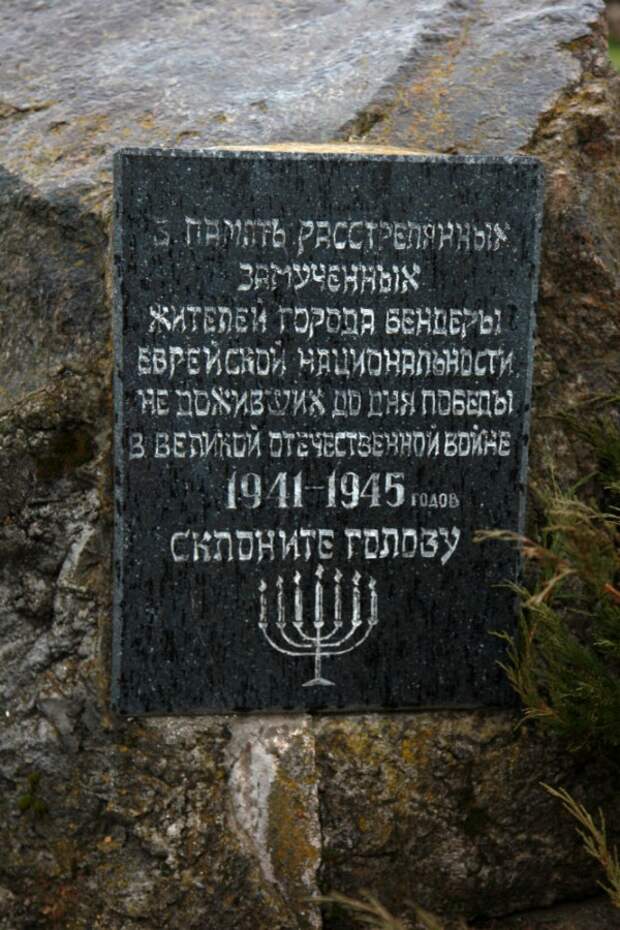 В ПАМЯТЬ РАССТРЕЛЯННЫХ
ЗАМУЧЕННЫХ
ЖИТЕЛЕЙ ГОРОДА БЕНДЕРЫ
ЕВРЕЙСКОЙ НАЦИОНАЛЬНОСТИ
НЕ ДОЖИВШИХ ДО ДНЯ ПОБЕДЫ
В ВЕЛИКОЙ ОТЕЧЕСТВЕННОЙ ВОЙНЕ
1941-1945 ГОДОВ
СКЛОНИТЕ ГОЛОВУ